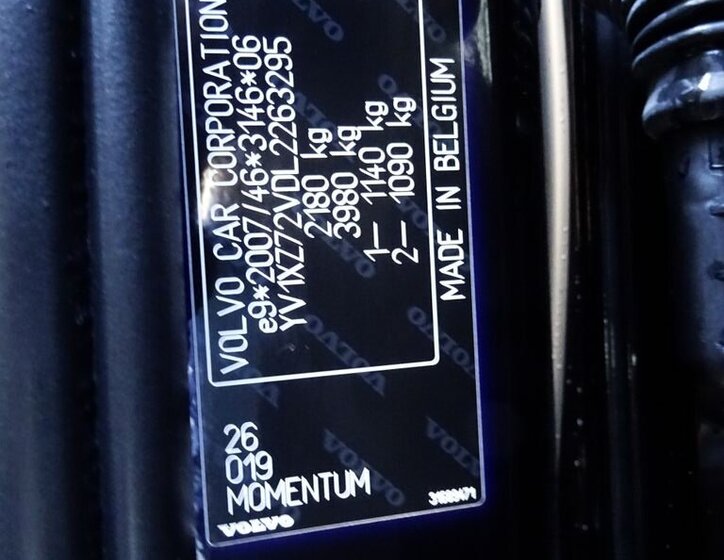 VOLVO CAR CORPORATION
e9*2007/46*3146*06
YV1XZ72VDL2263295
2180 kg
3980 kg
1– 1140 kg
2– 1090 kg
MADE IN BELGIUM
26
019
MOMENTUM
VOLVO